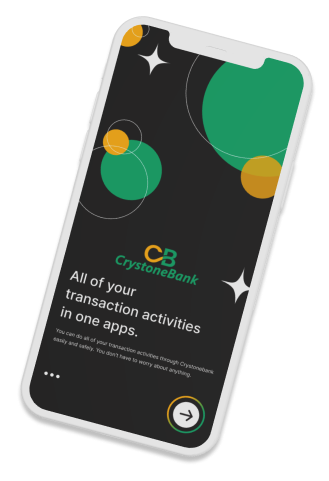 CB
CrystoneBank
All of your
transaction activities
in one apps.
You can do all of your transaction activities through Crystonebank
easily and safely. You don't have to worry about anything.